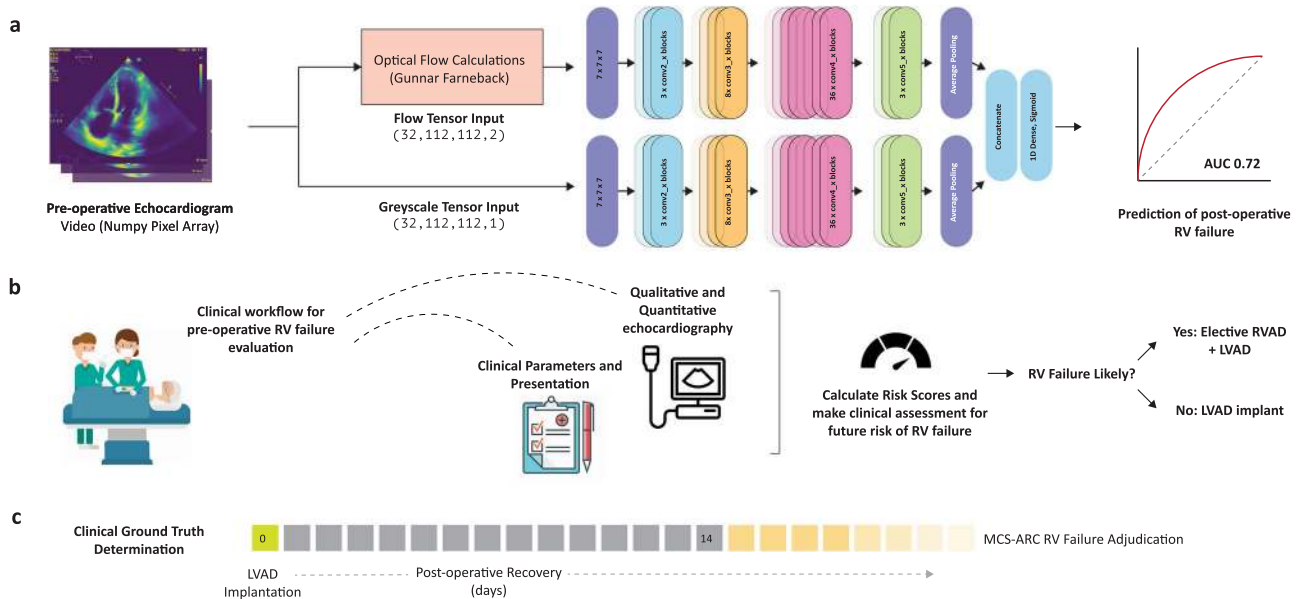 a
Optical Flow Calculations
(Gunnar Farneback)
Flow Tensor Input
(32,112,112,2)
Greyscale Tensor Input
(32,112,112,1)
Pre-operative Echocardiogram
Video (Numpy Pixel Array)
7 x 7 x 7
3 x conv2_x blocks
8x conv3_x blocks
36 x conv4_x blocks
3 x conv5_x blocks
Average Pooling
7 x 7 x 7
3 x conv2_x blocks
8x conv3_x blocks
36 x conv4_x blocks
3 x conv5_x blocks
Average Pooling
Concatenate
1D Dense, Sigmoid
AUC 0.72
Prediction of post-operative
RV failure
b
Clinical workflow for
pre-operative RV failure
evaluation
Qualitative and
Quantitative
echocardiography
Clinical Parameters and
Presentation
Calculate Risk Scores and
make clinical assessment for
future risk of RV failure
RV Failure Likely?
Yes: Elective RVAD
+ LVAD
No: LVAD implant
c
Clinical Ground Truth
Determination
0
14
MCS-ARC RV Failure Adjudication
LVAD
Implantation
Post-operative Recovery
(days)